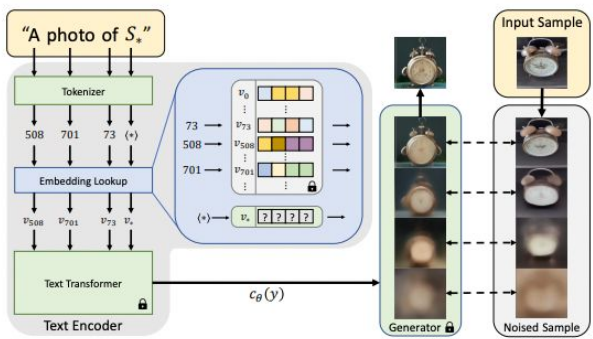 “A photo of S*”
Input Sample
Tokenizer
508 701 73 (*)
Embedding Lookup
v508 v701 v73 v*
Text Transformer
Text Encoder
v0
⋮ ⋮
73 v73
508 v508
⋮ ⋮
701 v701
⋮ ⋮
(*) v* ? ? ? ?
cθ(y)
Generator
Noised Sample